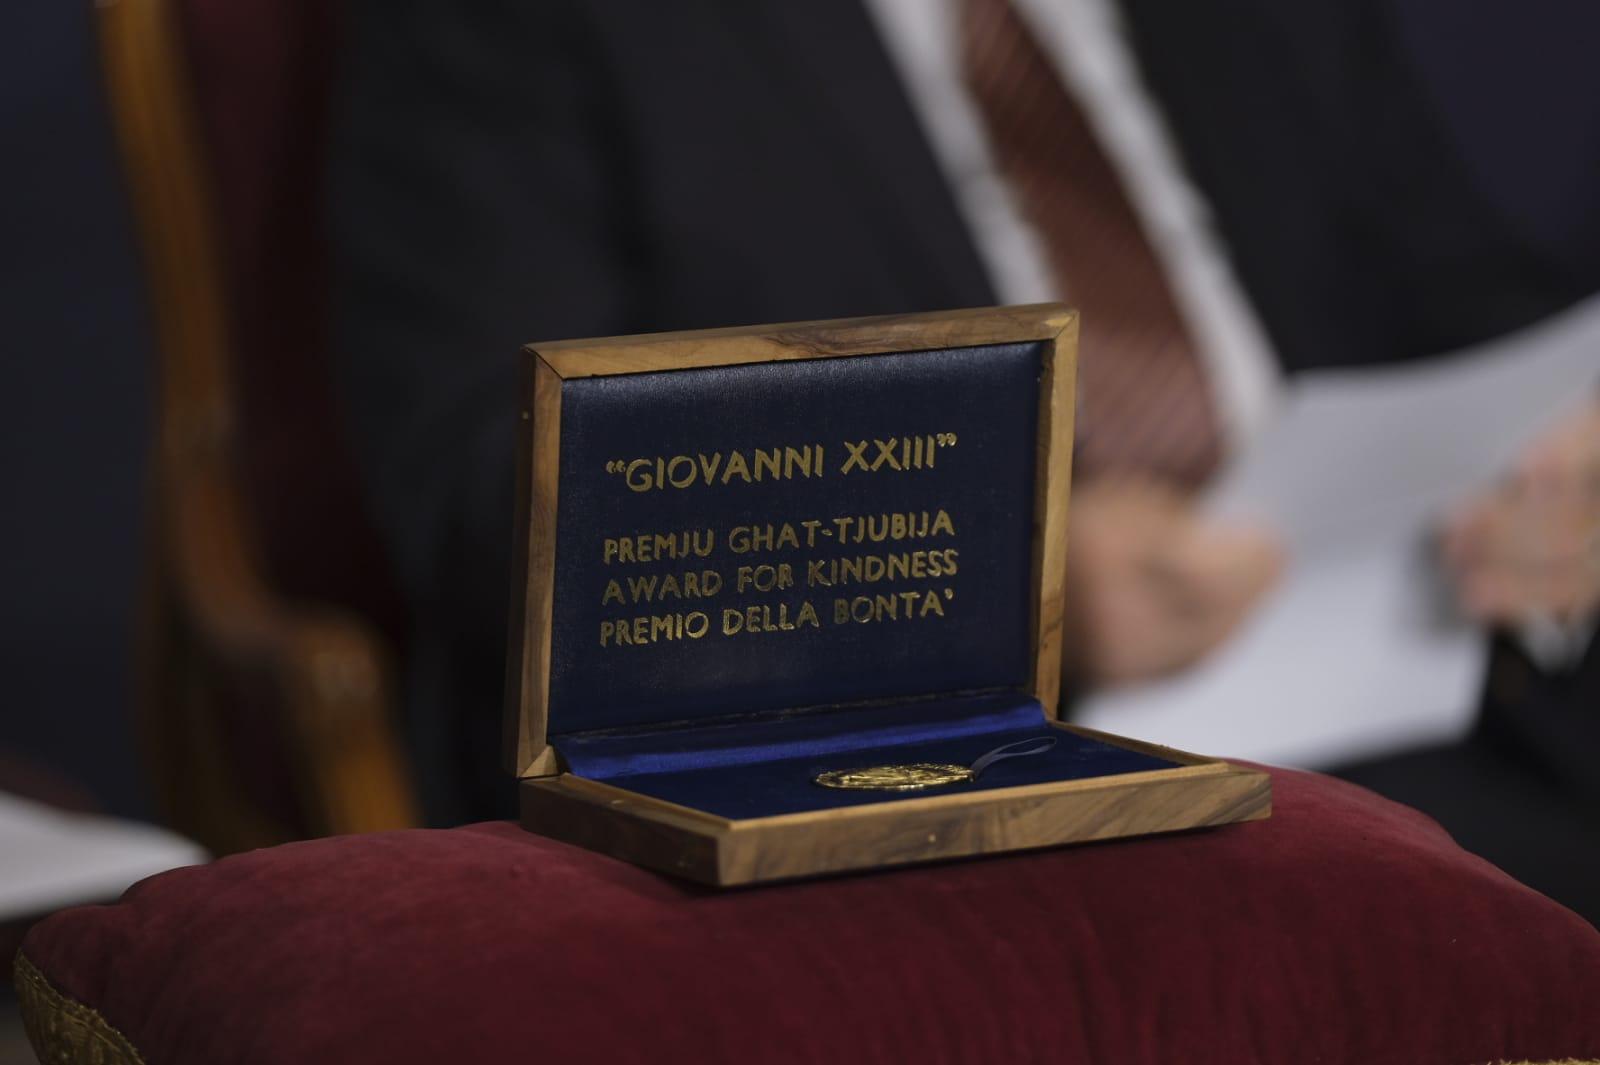 “GIOVANNI XXIII”
PREMJU GHAT-TJUBIJA
AWARD FOR KINDNESS
PREMIO DELLA BONTA’